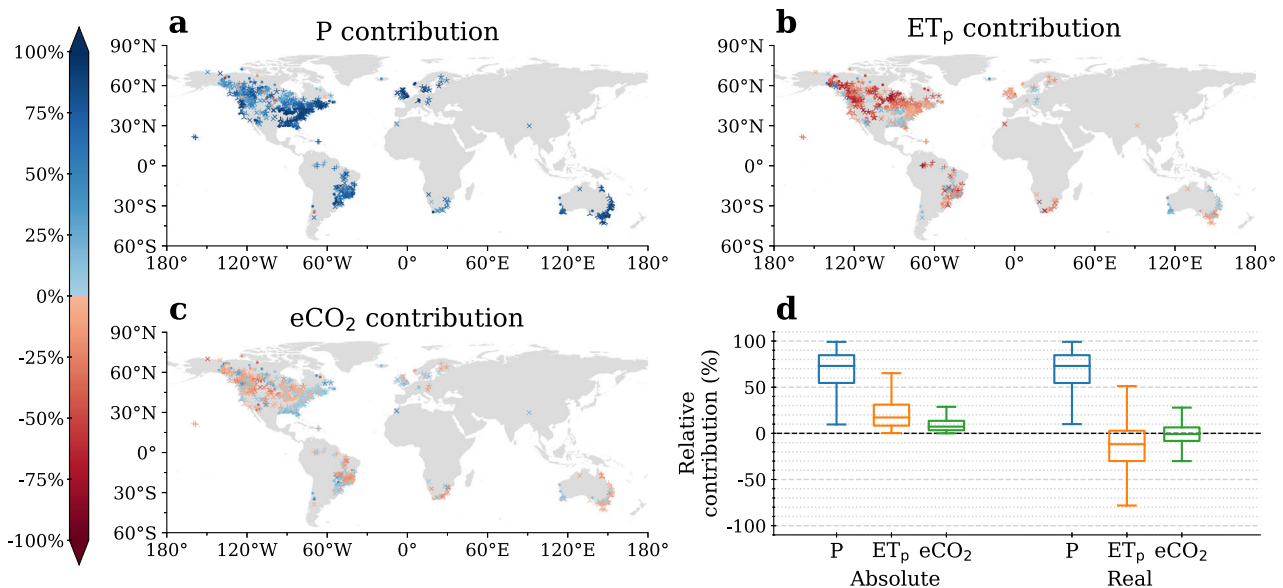 100%
75%
50%
25%
0%
-25%
-50%
-75%
-100%
a
P contribution
90°N
60°N
30°N
0°
30°S
60°S
180° 120°W 60°W 0° 60°E 120°E 180°
b
ETp contribution
90°N
60°N
30°N
0°
30°S
60°S
180° 120°W 60°W 0° 60°E 120°E 180°
c
eCO₂ contribution
90°N
60°N
30°N
0°
30°S
60°S
180° 120°W 60°W 0° 60°E 120°E 180°
d
Relative
contribution (%)
100
50
0
-50
-100
P ETp eCO₂ P ETp eCO₂
Absolute Real